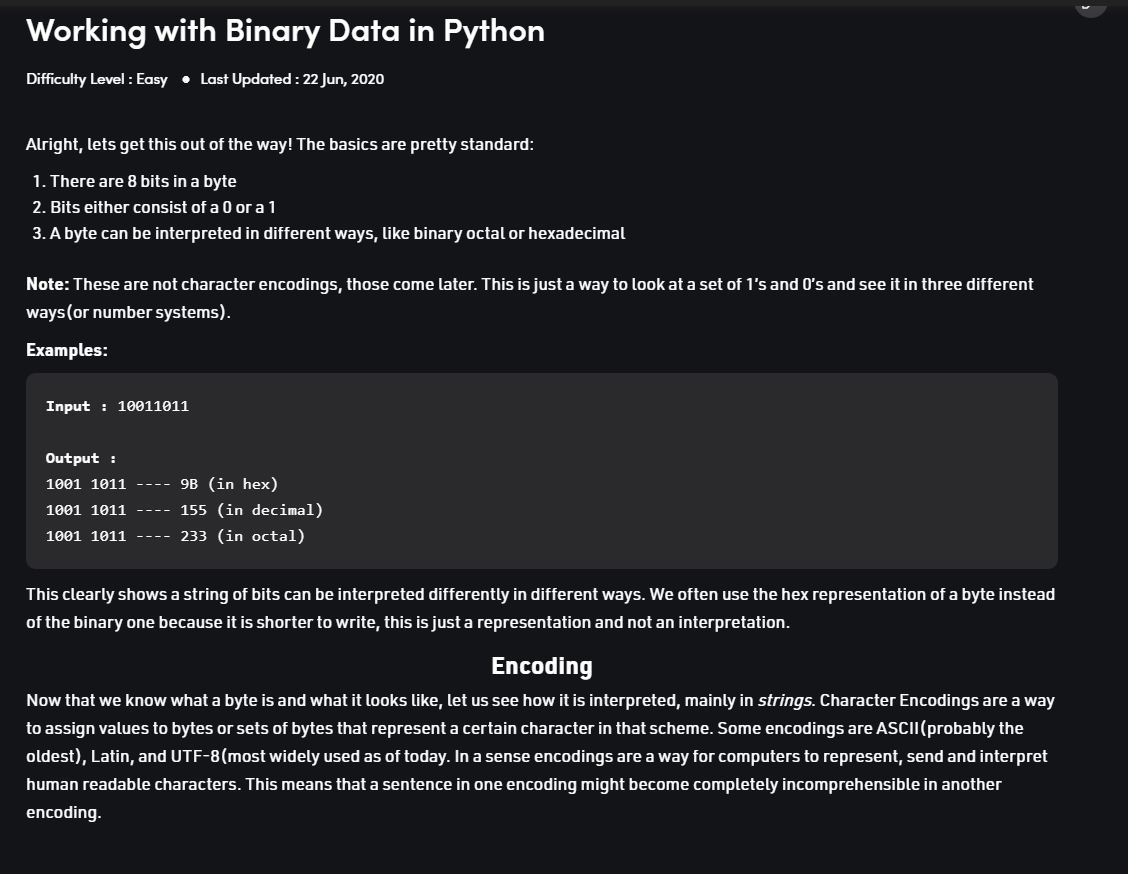 Working with Binary Data in Python
Difficulty Level : Easy ● Last Updated : 22 Jun, 2020
Alright, lets get this out of the way! The basics are pretty standard:
1. There are 8 bits in a byte
2. Bits either consist of a 0 or a 1
3. A byte can be interpreted in different ways, like binary octal or hexadecimal
Note: These are not character encodings, those come later. This is just a way to look at a set of 1's and 0's and see it in three different
ways(or number systems).
Examples:
Input : 10011011
Output :
1001 1011 ---- 9B (in hex)
1001 1011 ---- 155 (in decimal)
1001 1011 ---- 233 (in octal)
This clearly shows a string of bits can be interpreted differently in different ways. We often use the hex representation of a byte instead
of the binary one because it is shorter to write, this is just a representation and not an interpretation.
Encoding
Now that we know what a byte is and what it looks like, let us see how it is interpreted, mainly in strings. Character Encodings are a way
to assign values to bytes or sets of bytes that represent a certain character in that scheme. Some encodings are ASCII(probably the
oldest), Latin, and UTF-8(most widely used as of today. In a sense encodings are a way for computers to represent, send and interpret
human readable characters. This means that a sentence in one encoding might become completely incomprehensible in another
encoding.